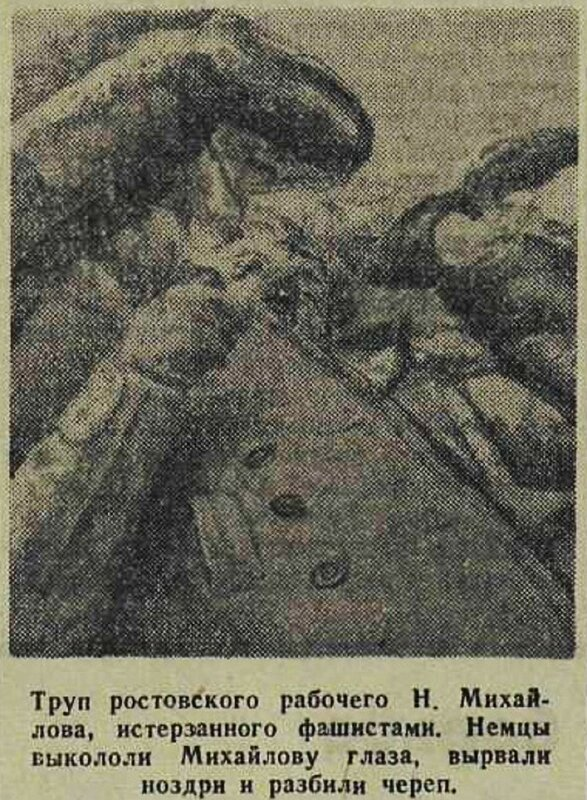 Труп ростовского рабочего Н. Михай-
лова, истерзанного фашистами. Немцы
выкололи Михайлову глаза, вырвали
ноздри и разбили череп.